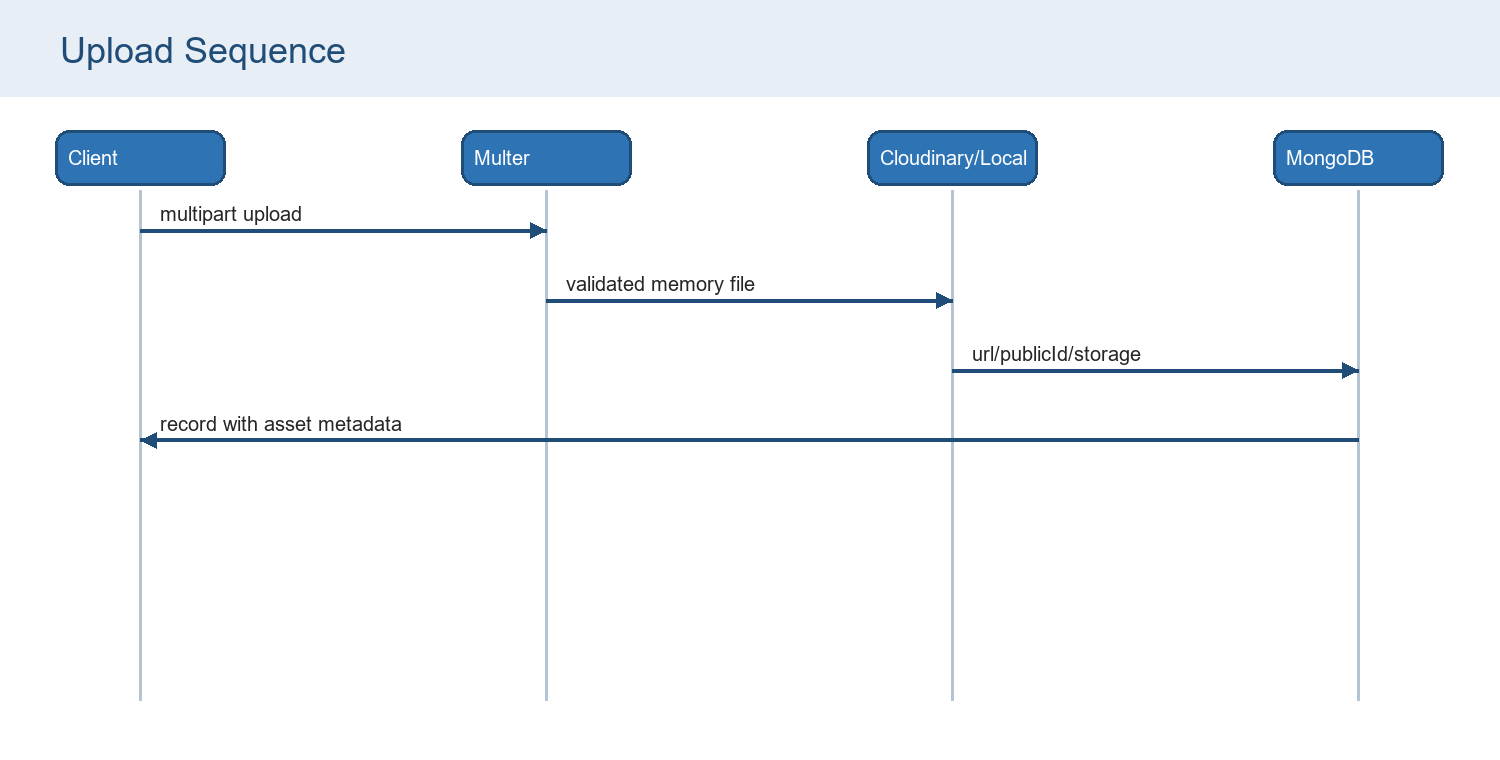 Upload Sequence
Client
Multer
Cloudinary/Local
MongoDB
multipart upload
validated memory file
url/publicId/storage
record with asset metadata